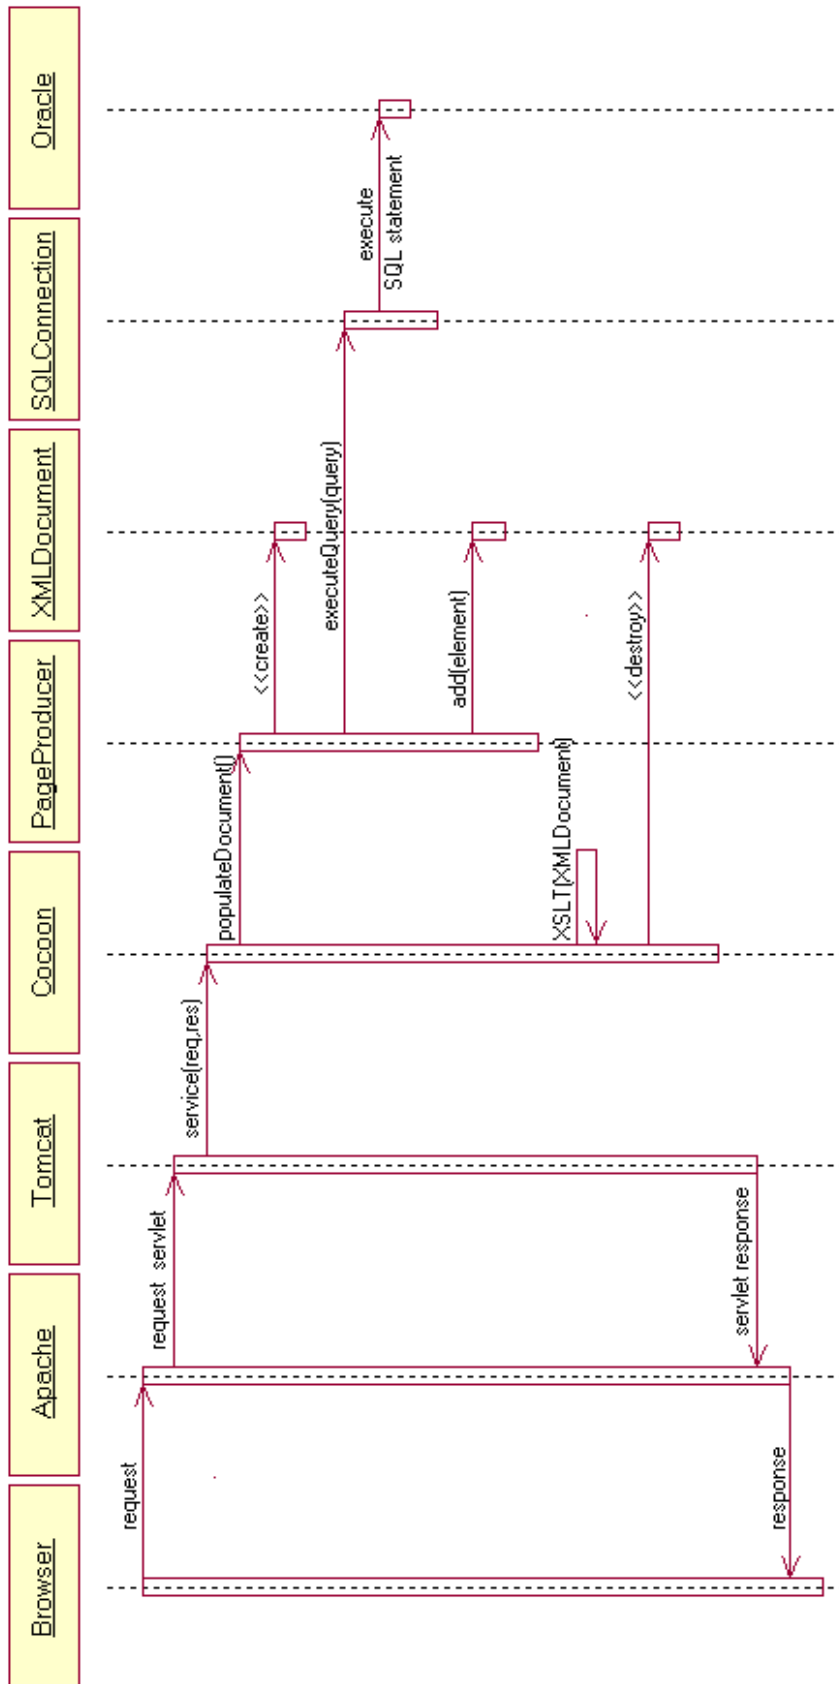 Browser
Apache
Tomcat
Cocoon
PageProducer
XMLDocument
SQLConnection
Oracle
request
request servlet
service(req,res)
populateDocument()
<<create>>
executeQuery(query)
execute
SQL statement
add(element)
XSLT(XMLDocument)
<<destroy>>
servlet response
response